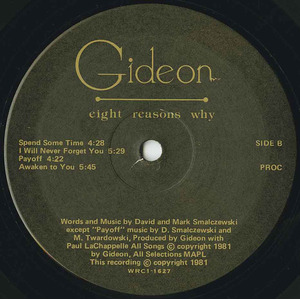 Gideon
eight reasons why
Spend Some Time 4:28
I Will Never Forget You 5:29
Payoff 4:22
Awaken to You 5:45
SIDE B
PROC
Words and Music by David and Mark Smalczewski
except "Payoff" music by D. Smalczewski and
M. Twardowski, Produced by Gideon with
Paul LaChappelle All Songs © copyright 1981
by Gideon, All Selections MAPL
This recording ℗ copyright 1981
WRC1-1627